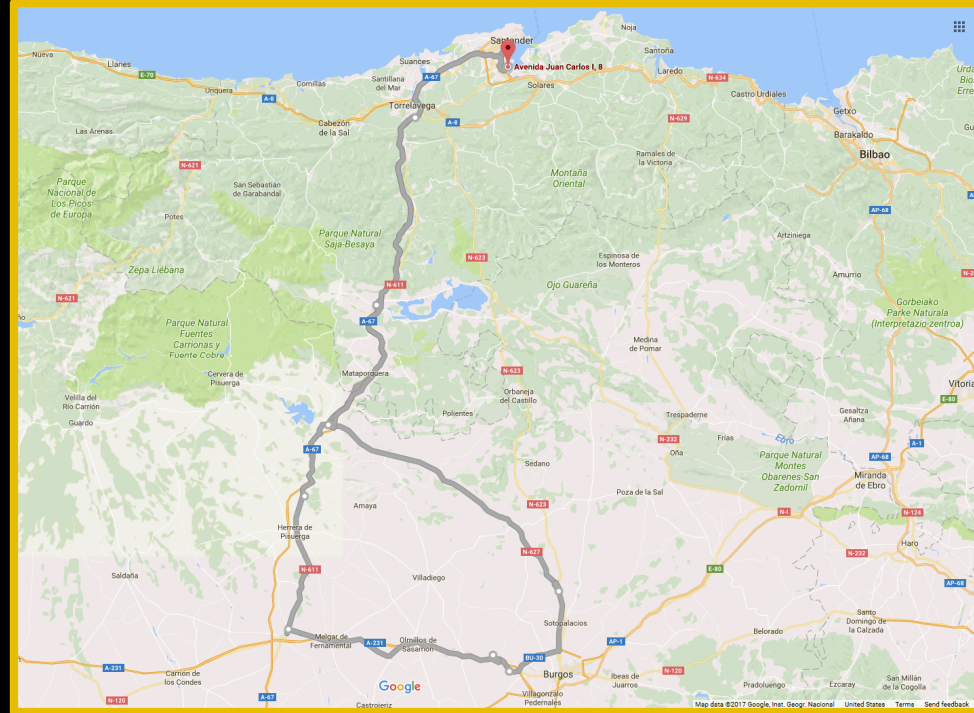 Noja
Santander
Nueva
Llanes
E-70
Suances
A-67
Avenida Juan Carlos I, 8
Santoña
Laredo
N-634
Solares
Comillas
Santillana
del Mar
Unquera
A-8
Torrelavega
Castro Urdiales
Getxo
Cabezón
de la Sal
A-8
N-629
Barakaldo
Las Arenas
Bilbao
N-621
Ramales de
la Victoria
Parque
Nacional de
Los Picos
de Europa
San Sebastián
de Garabandal
Montaña
Oriental
AP-68
Potes
Parque Natural
Saja-Besaya
Artziniega
Zepa Liébana
N-623
Espinosa de
los Monteros
Amurrio
N-621
N-611
Ojo Guareña
Gorbeiako
Parke Naturala
(Interpretazio-zentroa)
A-67
Parque Natural
Fuentes
Carrionas y
Fuente Cobre
Medina
de Pomar
Cervera de
Pisuerga
Mataporquera
N-623
Vitoria
Velilla del
Río Carrión
Orbaneja
del Castillo
E-80
Guardo
Polientes
Trespaderne
Gesaltza
Añana
A-67
N-232
Frías
Ebro
A-1
Oña
Sedano
Parque Natural
Montes
Obarenes-San
Zadornil
AP-68
Miranda
de Ebro
Poza de la Sal
Amaya
N-623
N-I
N-124
Herrera de
Pisuerga
N-627
Haro
N-232
N-611
E-80
Saldaña
Villadiego
AP-68
Sotopalacios
Santo
Domingo de
la Calzada
Melgar de
Fernamental
A-231
Olmillos de
Sasamón
AP-1
Belorado
BU-30
A-231
Carrión de
los Condes
Burgos
N-120
Ibeas de
Juarros
Pradoluengo
Ezcaray
San Millán
de la Cogolla
Google
A-67
N-120
Castrojeriz
Villagonzalo
Pedernales
Map data ©2017 Google, Inst. Geogr. Nacional United States Terms Send feedback